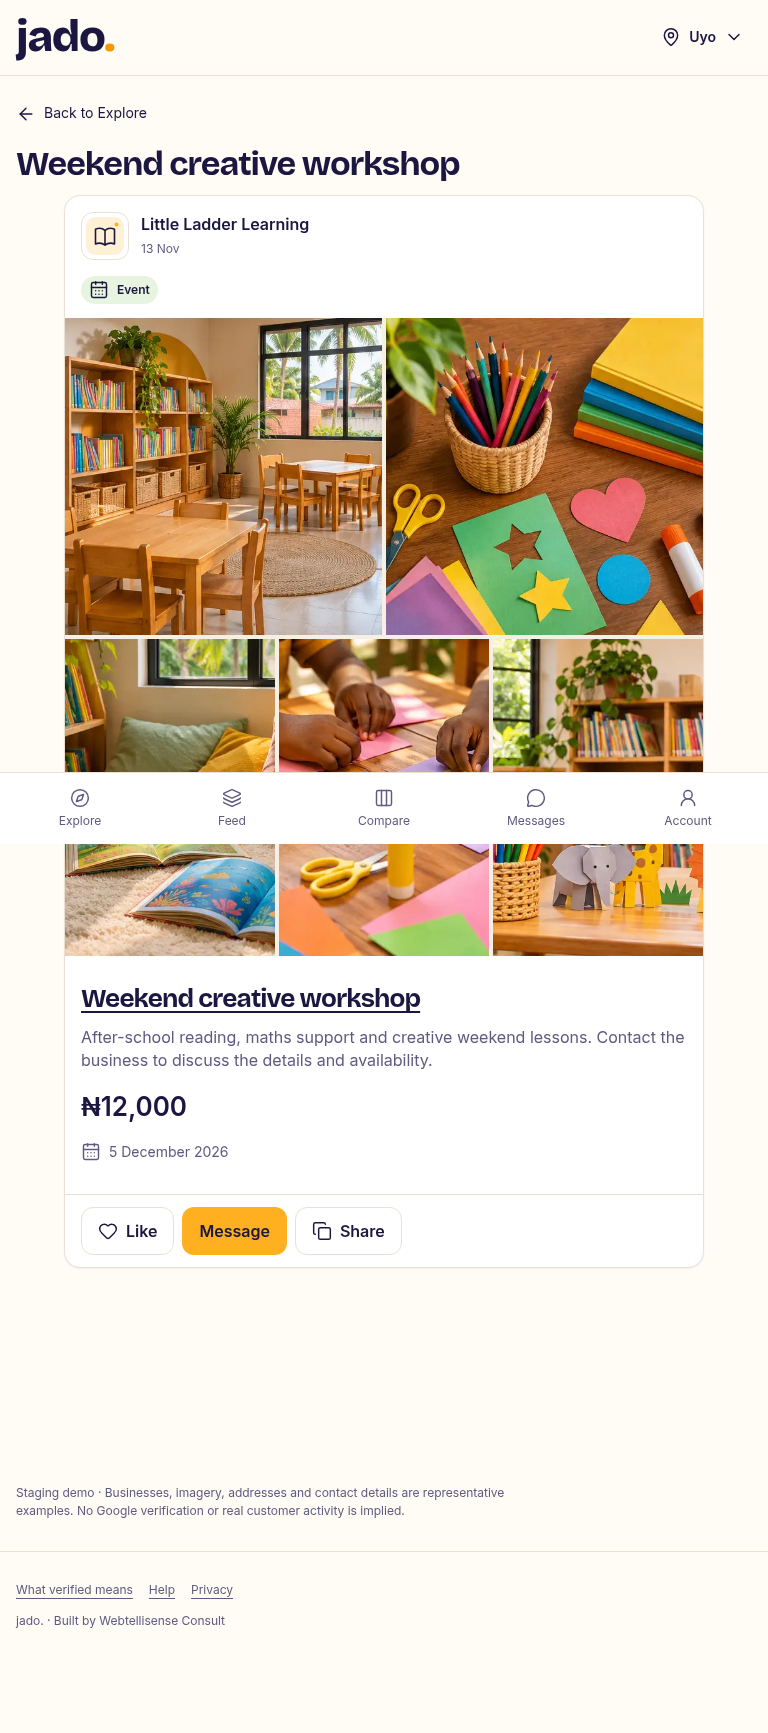 jado.
Uyo
Back to Explore
Weekend creative workshop
Little Ladder Learning
13 Nov
Event
Explore
Feed
Compare
Messages
Account
Weekend creative workshop
After-school reading, maths support and creative weekend lessons. Contact the
business to discuss the details and availability.
₦12,000
5 December 2026
Like
Message
Share
Staging demo · Businesses, imagery, addresses and contact details are representative
examples. No Google verification or real customer activity is implied.
What verified means
Help
Privacy
jado. · Built by Webtellisense Consult